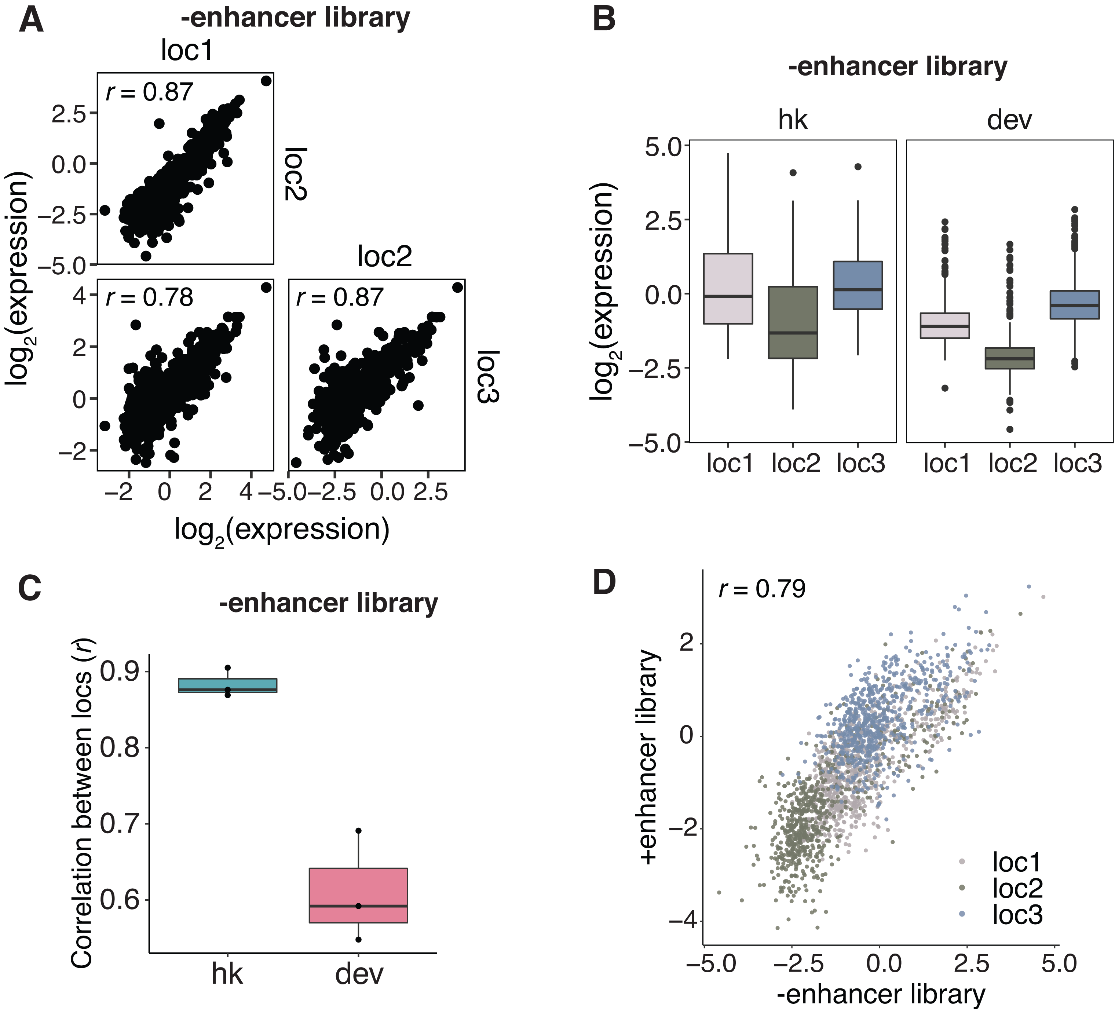 A
-enhancer library
loc1
r = 0.87
2.5
0.0
−2.5
−5.0
loc2
loc2
r = 0.78
r = 0.87
4
2
0
−2
loc3
log2(expression)
−2 0 2 4 −5.0 −2.5 0.0 2.5
log2(expression)
B
-enhancer library
hk dev
5.0
2.5
0.0
−2.5
−5.0
log2(expression)
loc1 loc2 loc3 loc1 loc2 loc3
C
-enhancer library
0.9
0.8
0.7
0.6
Correlation between locs (r)
hk dev
D
r = 0.79
2
0
−2
−4
+enhancer library
loc1
loc2
loc3
−5.0 −2.5 0.0 2.5 5.0
-enhancer library